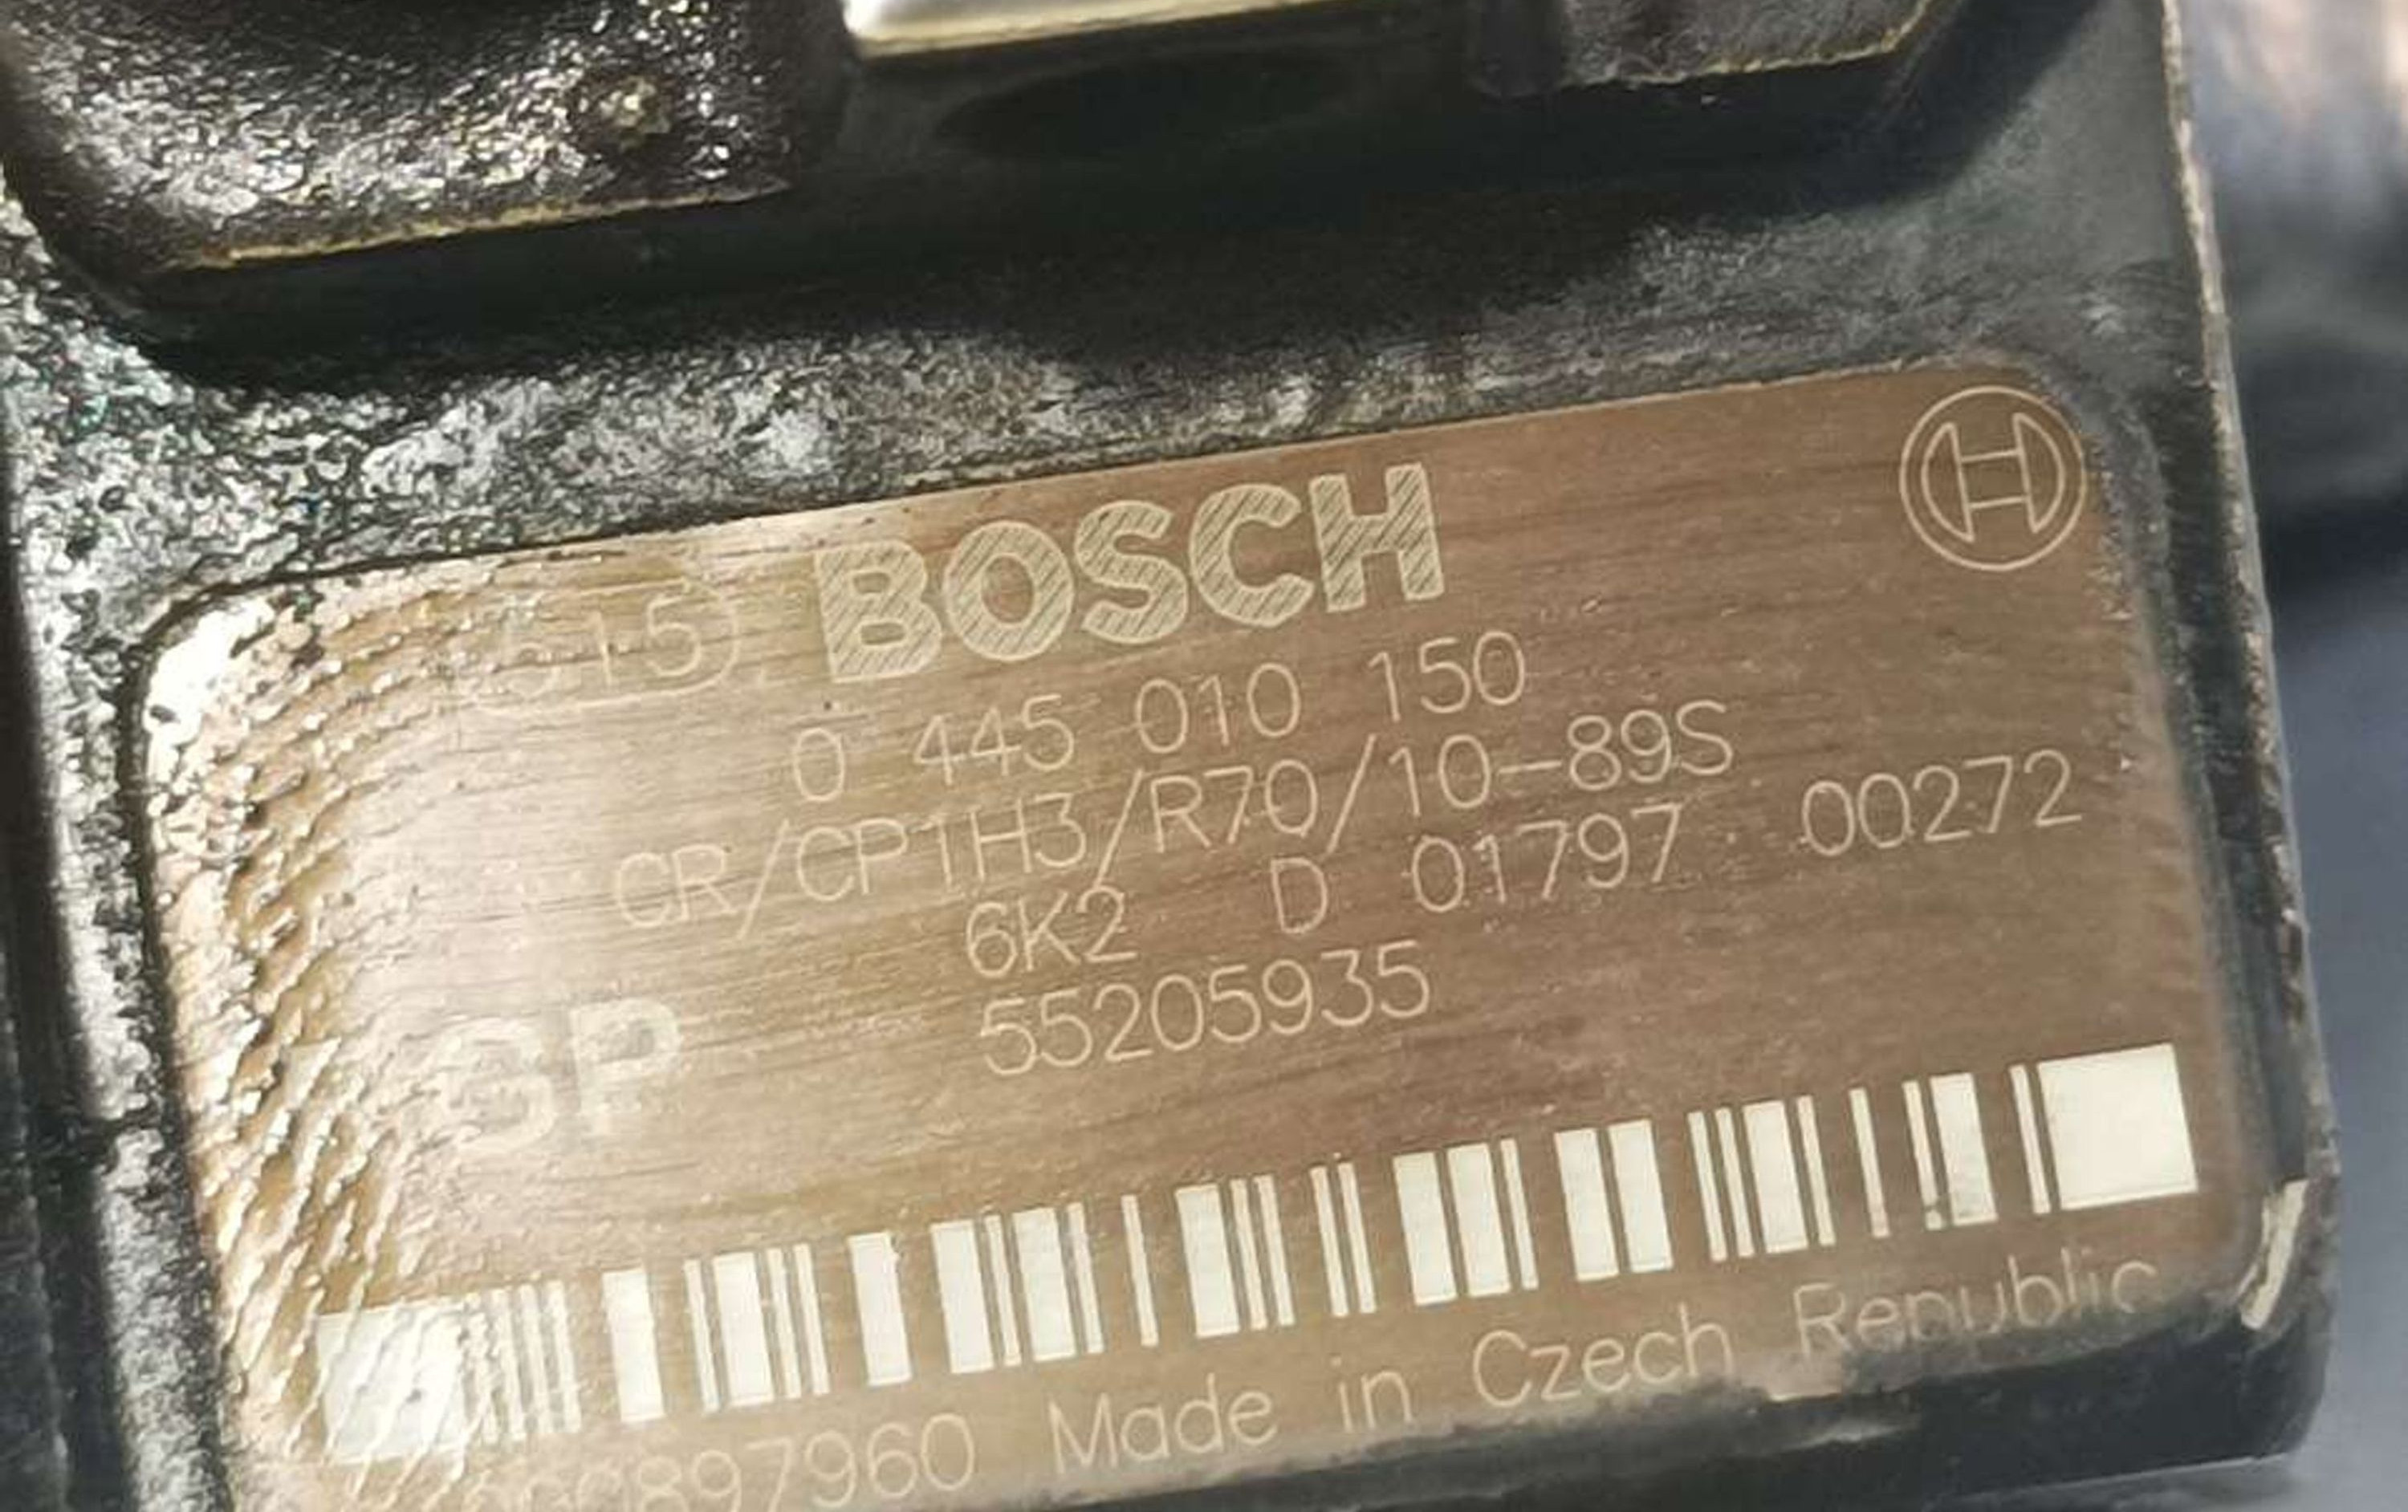 BOSCH
0 445 010 150
CR/CP1H3/R70/10-89S
6K2 D 01797 00272
55205935
Made in Czech Republic